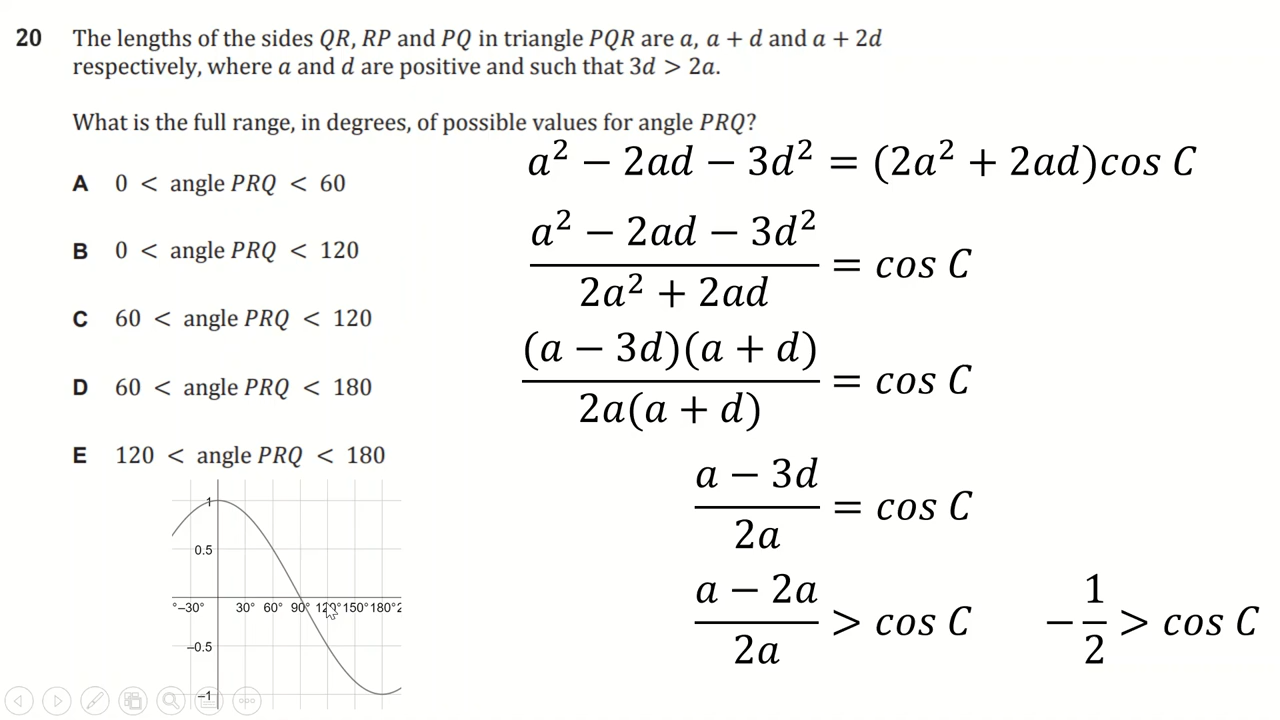 20 The lengths of the sides QR, RP and PQ in triangle PQR are a, a + d and a + 2d
respectively, where a and d are positive and such that 3d > 2a.
What is the full range, in degrees, of possible values for angle PRQ?
a² − 2ad − 3d² = (2a² + 2ad)cos C
A 0 < angle PRQ < 60
(a² − 2ad − 3d²)/(2a² + 2ad) = cos C
B 0 < angle PRQ < 120
C 60 < angle PRQ < 120
((a − 3d)(a + d))/(2a(a + d)) = cos C
D 60 < angle PRQ < 180
E 120 < angle PRQ < 180
(a − 3d)/(2a) = cos C
(a − 2a)/(2a) > cos C
−1/2 > cos C
1
0.5
−30° 30° 60° 90° 120° 150° 180°
−0.5
−1